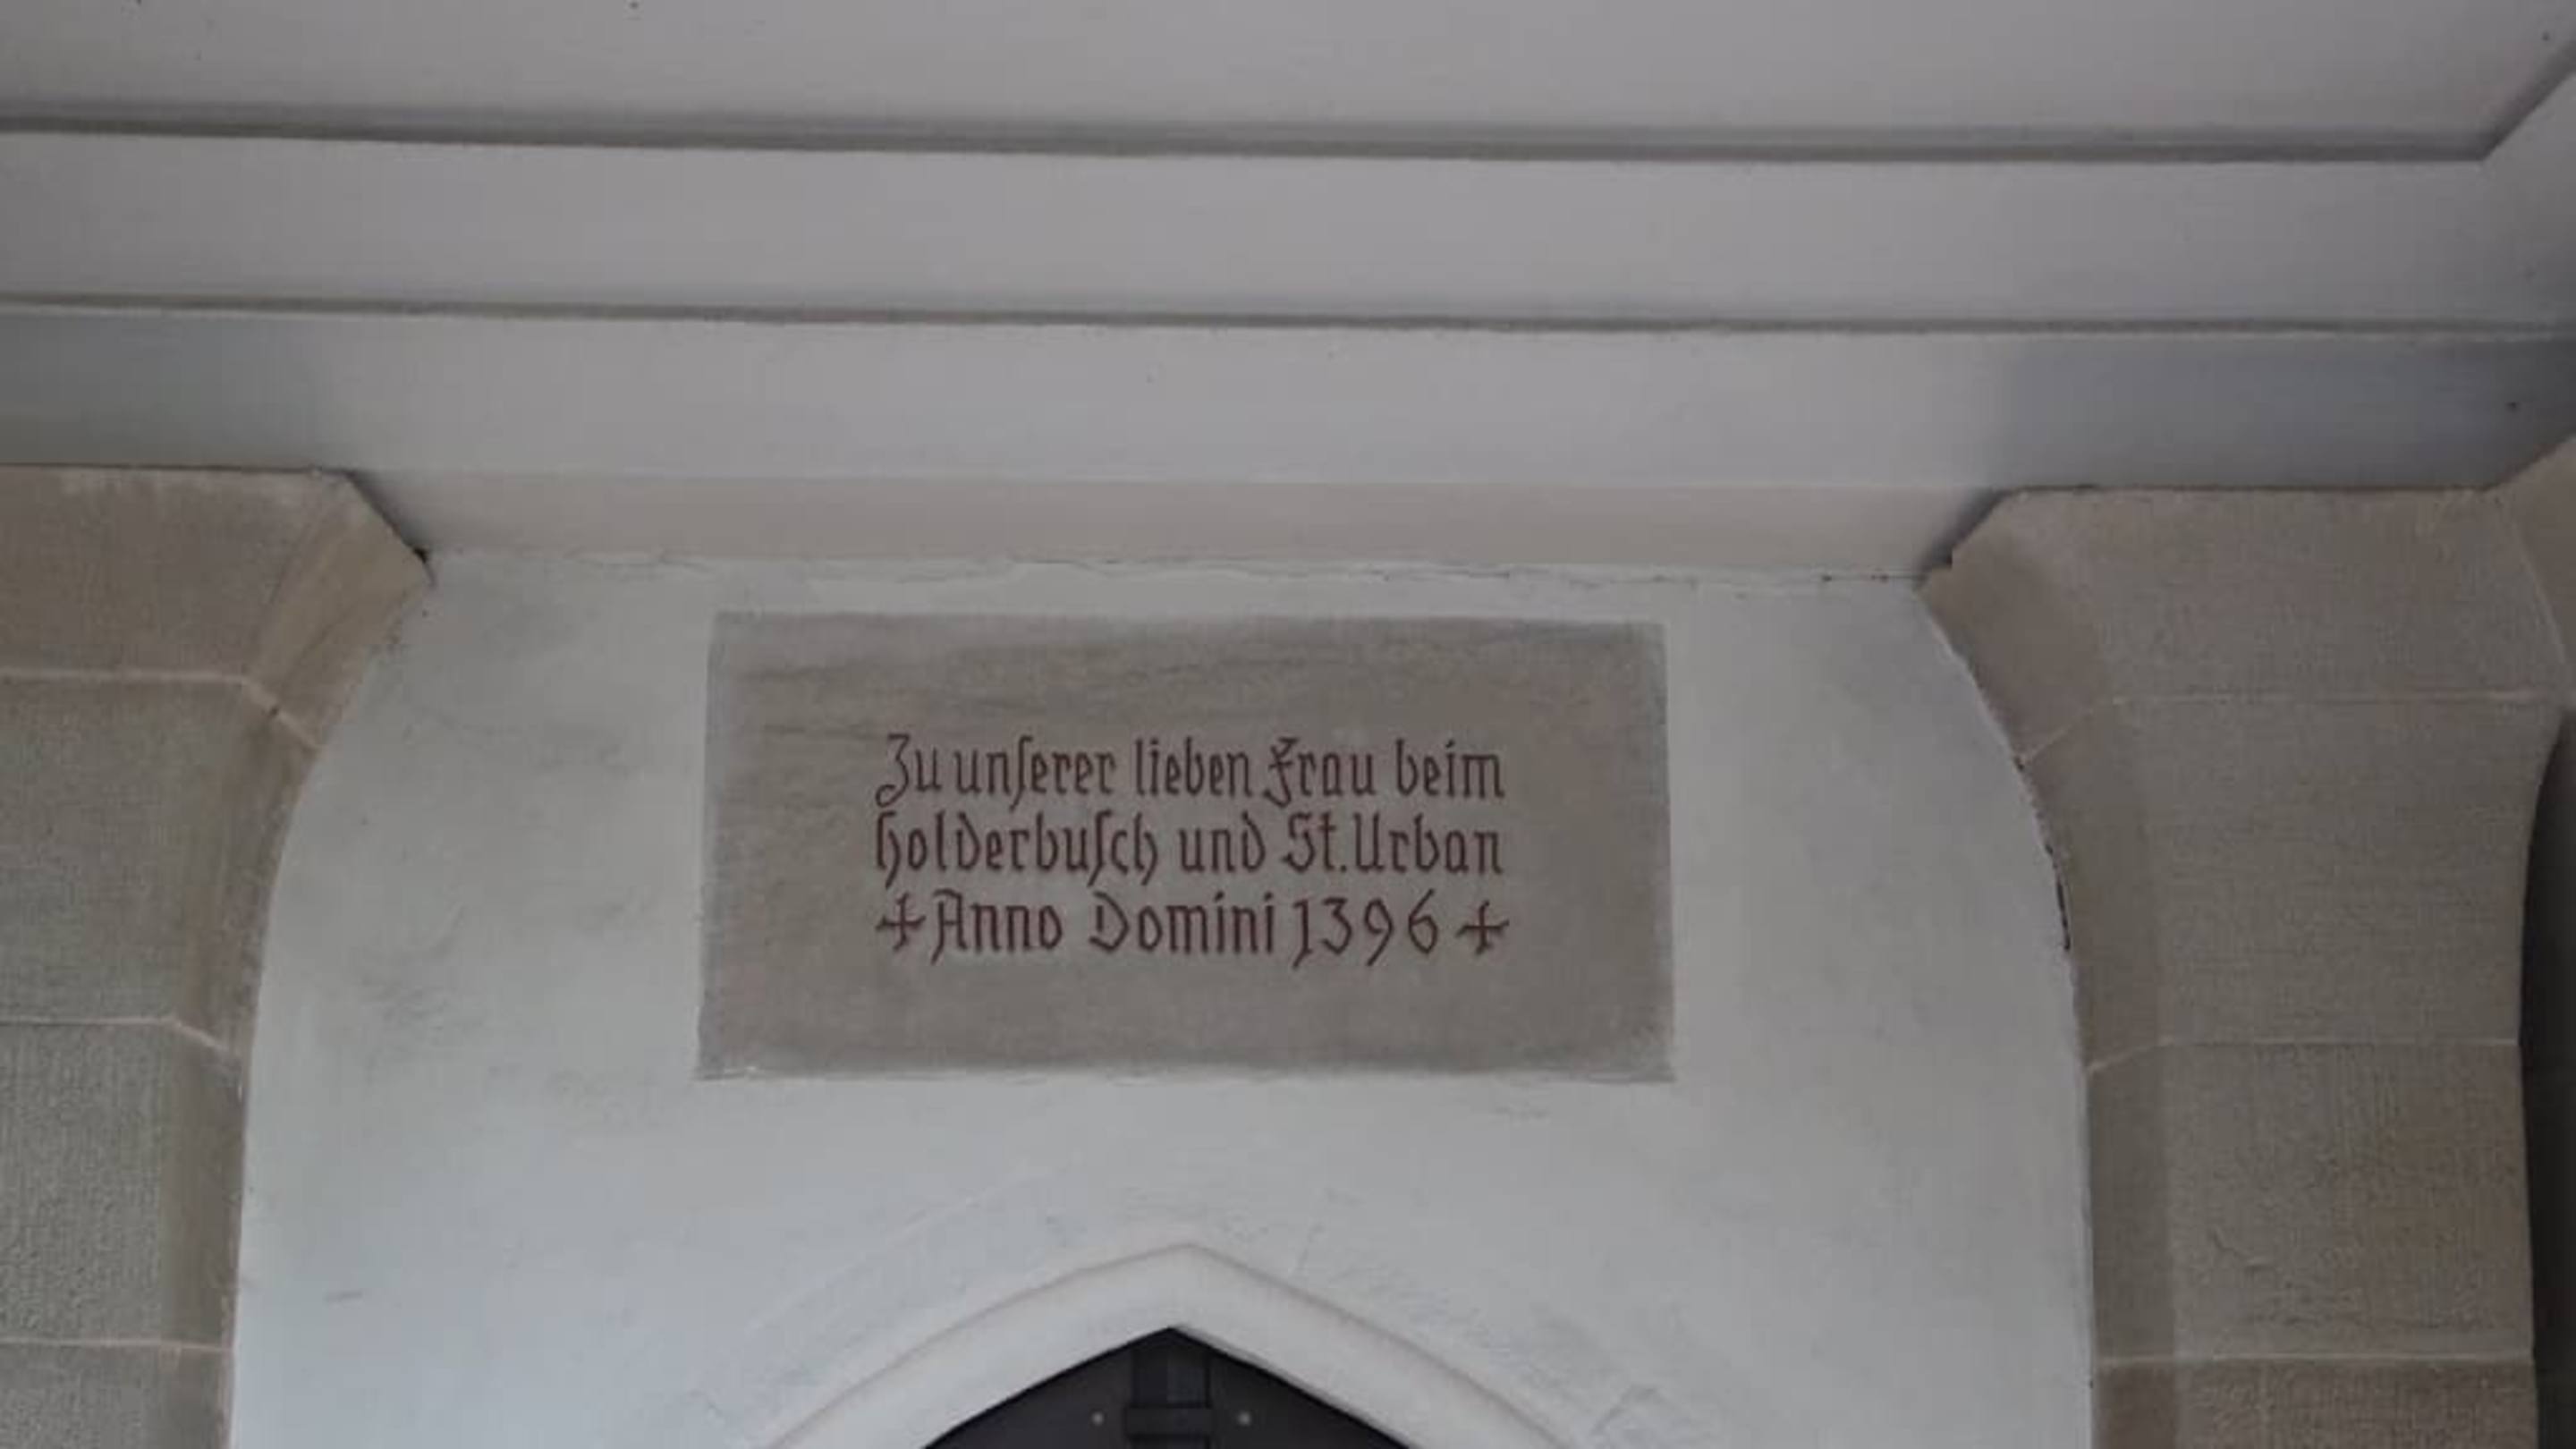 Zu unſerer lieben Frau beim
Holderbuſch und St. Urban
+ Anno Domini 1396 +